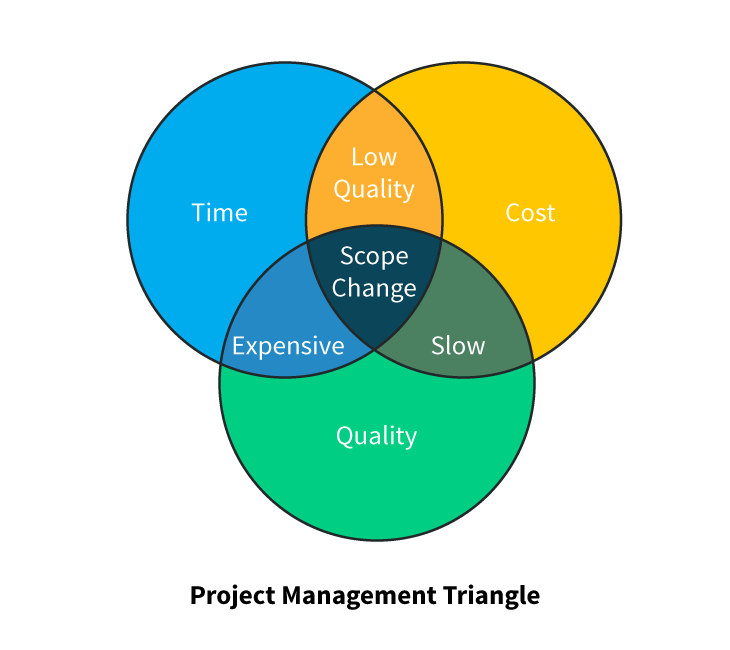 Low
Quality
Time
Cost
Scope
Change
Expensive
Slow
Quality
Project Management Triangle